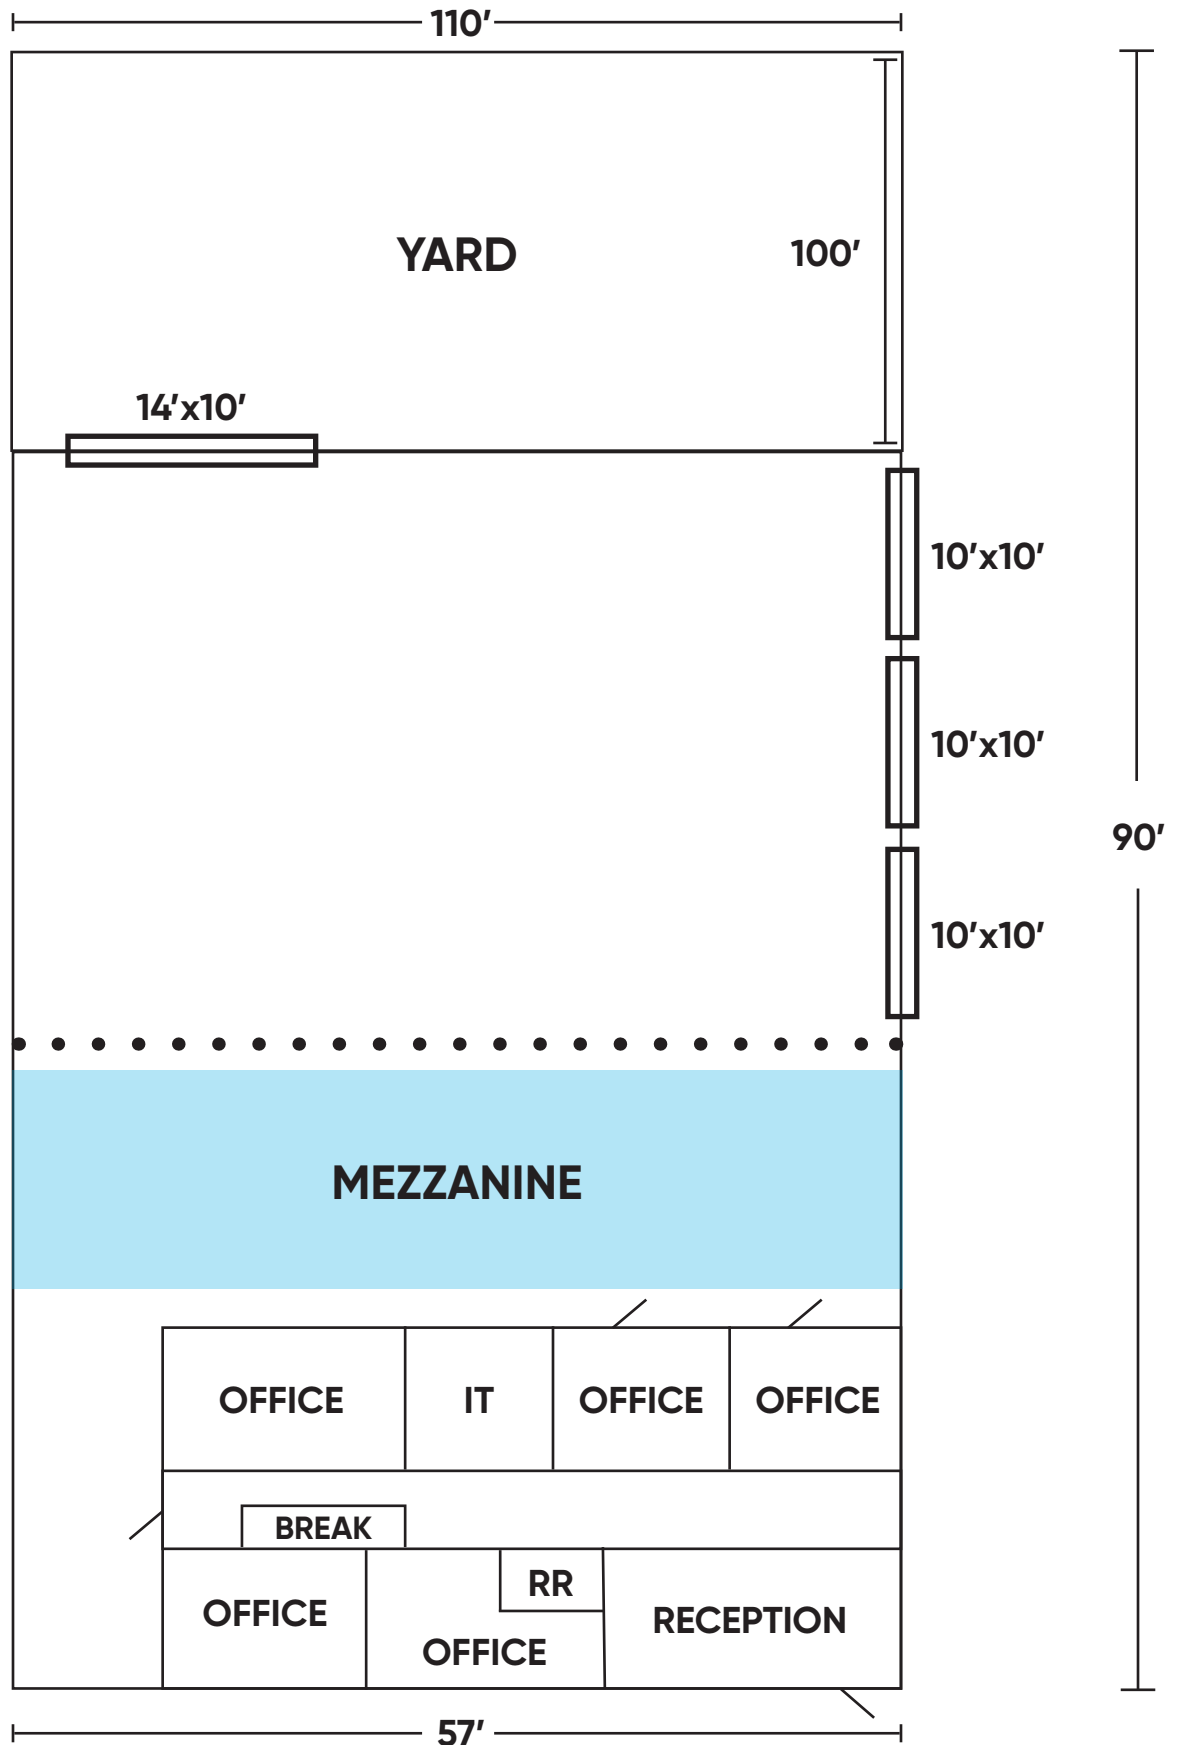 110′
YARD
100′
14′x10′
10′x10′
10′x10′
90′
10′x10′
MEZZANINE
OFFICE
IT
OFFICE
OFFICE
BREAK
RR
OFFICE
RECEPTION
OFFICE
57′